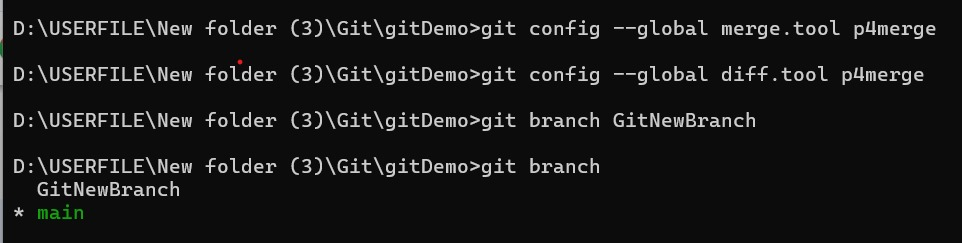 D:\USERFILE\New folder (3)\Git\gitDemo>git config --global merge.tool p4merge
D:\USERFILE\New folder (3)\Git\gitDemo>git config --global diff.tool p4merge
D:\USERFILE\New folder (3)\Git\gitDemo>git branch GitNewBranch
D:\USERFILE\New folder (3)\Git\gitDemo>git branch
  GitNewBranch
* main